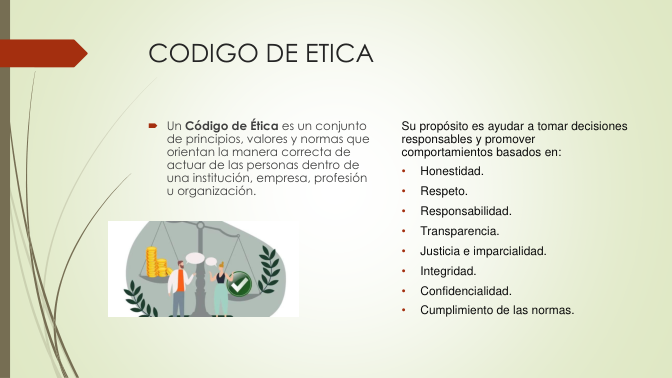 CODIGO DE ETICA
Un Código de Ética es un conjunto
de principios, valores y normas que
orientan la manera correcta de
actuar de las personas dentro de
una institución, empresa, profesión
u organización.
Su propósito es ayudar a tomar decisiones
responsables y promover
comportamientos basados en:
• Honestidad.
• Respeto.
• Responsabilidad.
• Transparencia.
• Justicia e imparcialidad.
• Integridad.
• Confidencialidad.
• Cumplimiento de las normas.